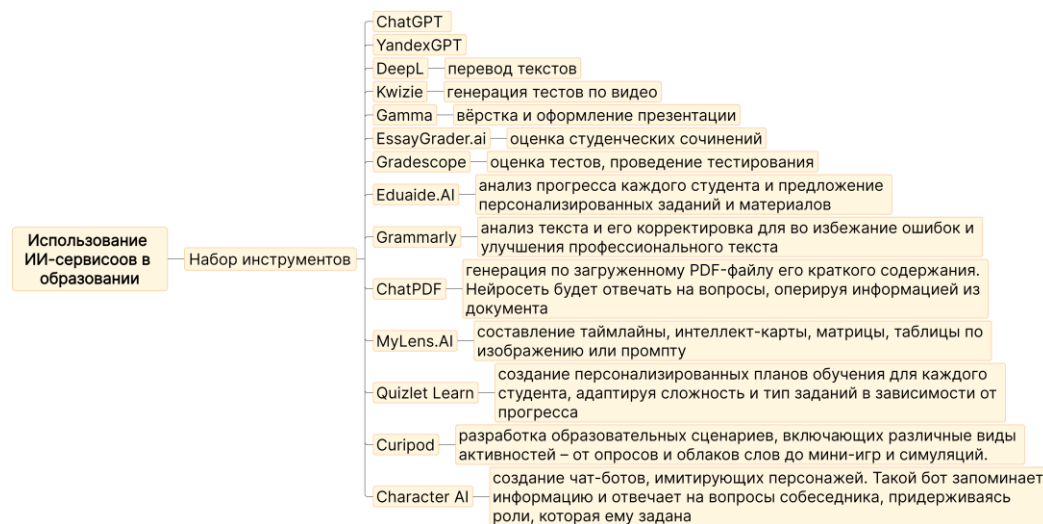 ChatGPT
YandexGPT
DeepL
перевод текстов
Kwizie
генерация тестов по видео
Gamma
вёрстка и оформление презентации
EssayGrader.ai
оценка студенческих сочинений
Gradescope
оценка тестов, проведение тестирования
Eduaide.AI
анализ прогресса каждого студента и предложение
персонализированных заданий и материалов
Использование
ИИ-сервисоов в
образовании
Набор инструментов
Grammarly
анализ текста и его корректировка для во избежание ошибок и
улучшения профессионального текста
ChatPDF
генерация по загруженному PDF-файлу его краткого содержания.
Нейросеть будет отвечать на вопросы, оперируя информацией из
документа
MyLens.AI
составление таймлайны, интеллект-карты, матрицы, таблицы по
изображению или промпту
Quizlet Learn
создание персонализированных планов обучения для каждого
студента, адаптируя сложность и тип заданий в зависимости от
прогресса
Curipod
разработка образовательных сценариев, включающих различные виды
активностей – от опросов и облаков слов до мини-игр и симуляций.
Character AI
создание чат-ботов, имитирующих персонажей. Такой бот запоминает
информацию и отвечает на вопросы собеседника, придерживаясь
роли, которая ему задана